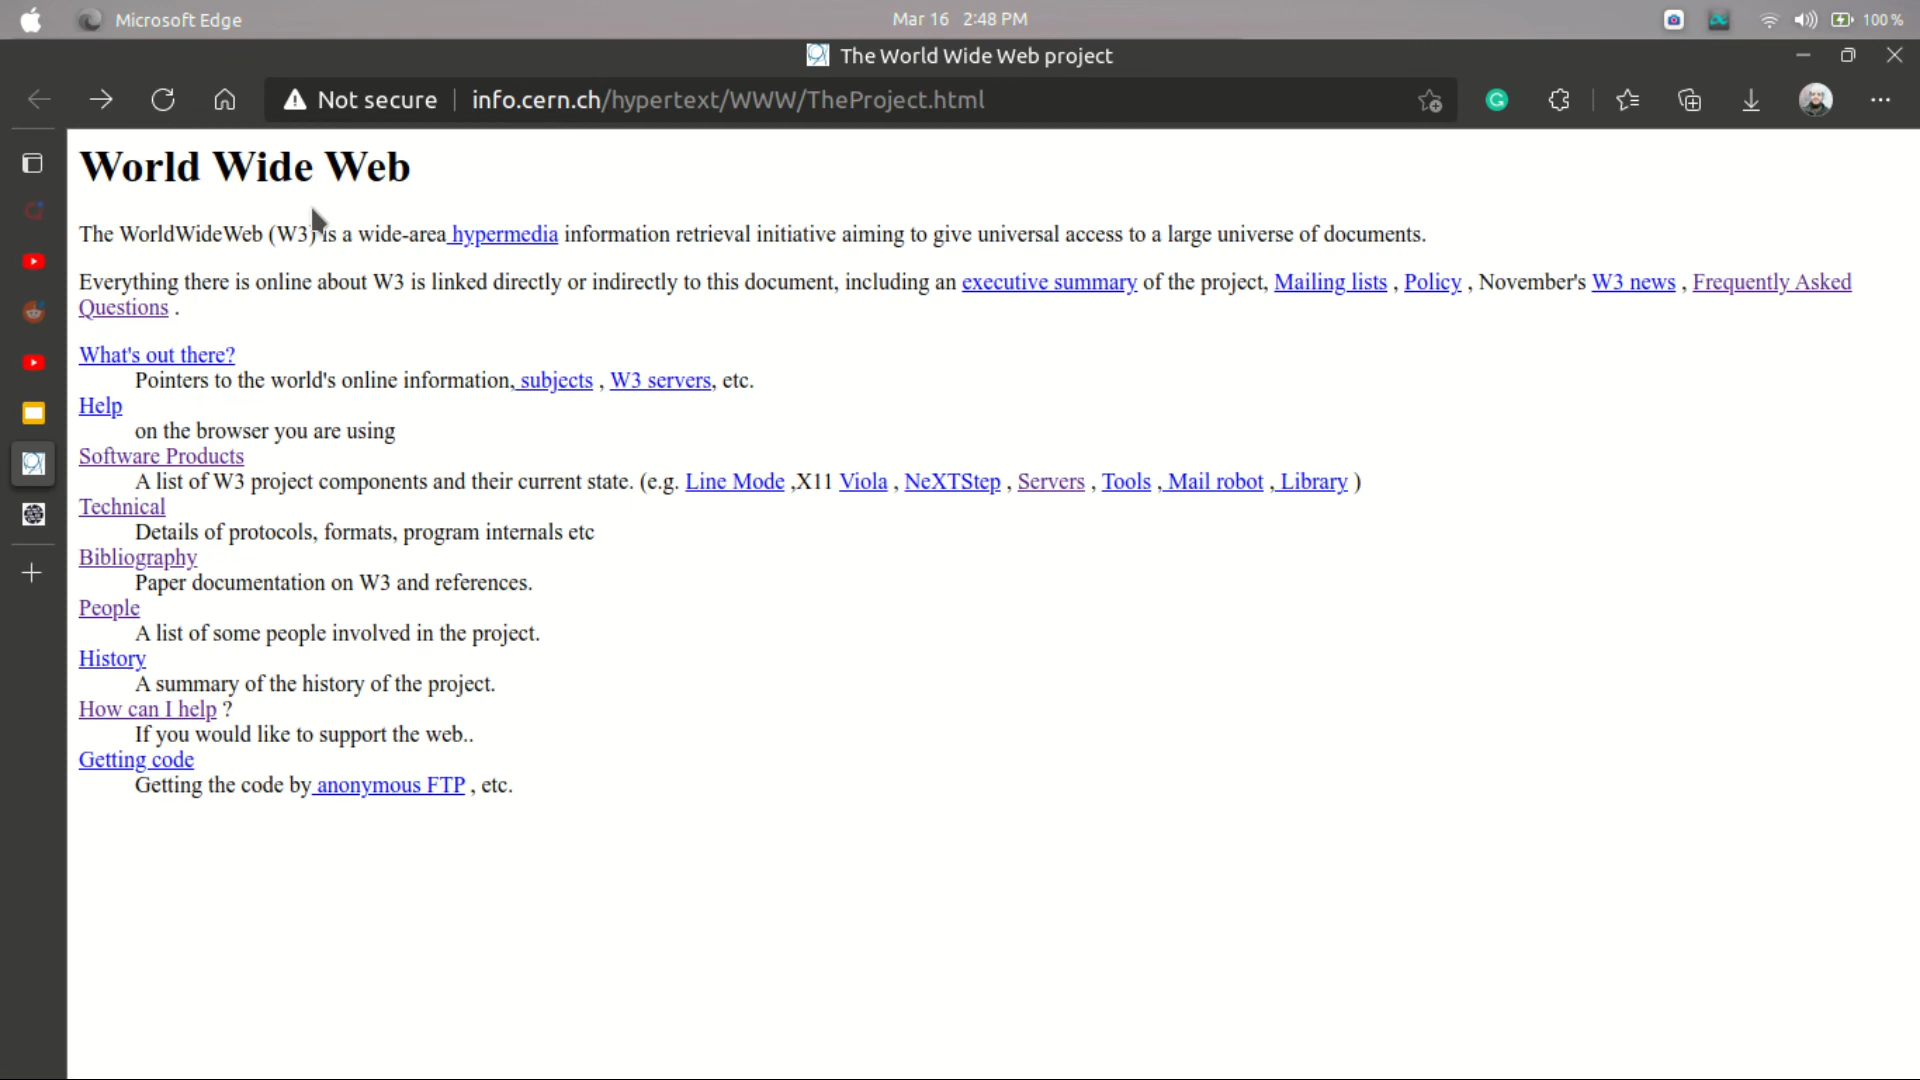 Microsoft Edge
Mar 16 2:48 PM
100 %
The World Wide Web project
Not secure
info.cern.ch/hypertext/WWW/TheProject.html
World Wide Web
The WorldWideWeb (W3) is a wide-area hypermedia information retrieval initiative aiming to give universal access to a large universe of documents.
Everything there is online about W3 is linked directly or indirectly to this document, including an executive summary of the project, Mailing lists , Policy , November's W3 news , Frequently Asked
Questions .
What's out there?
Pointers to the world's online information, subjects , W3 servers, etc.
Help
on the browser you are using
Software Products
A list of W3 project components and their current state. (e.g. Line Mode ,X11 Viola , NeXTStep , Servers , Tools , Mail robot , Library )
Technical
Details of protocols, formats, program internals etc
Bibliography
Paper documentation on W3 and references.
People
A list of some people involved in the project.
History
A summary of the history of the project.
How can I help ?
If you would like to support the web..
Getting code
Getting the code by anonymous FTP , etc.